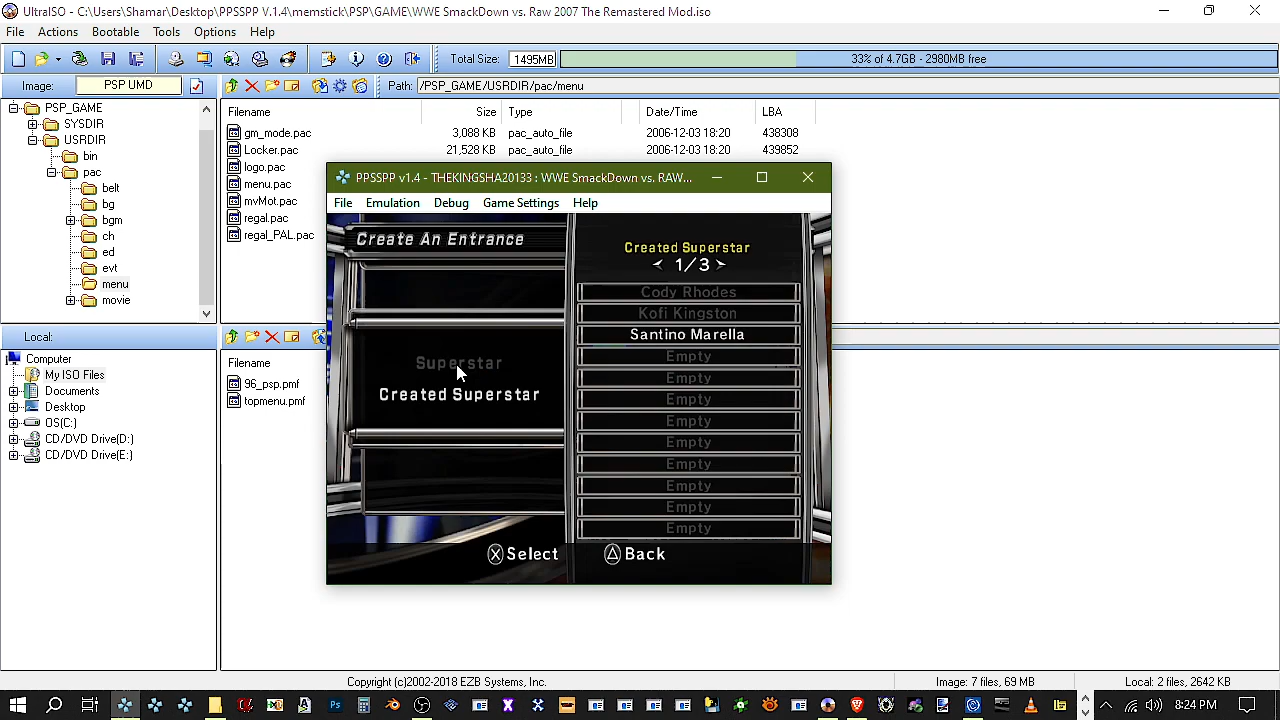 UltraISO - C:\Users\Shamar\Desktop\PPSSPP V.1.4\memstick\PSP\GAME\WWE SmackDown vs. Raw 2007 The Remastered Mod.iso
File Actions Bootable Tools Options Help
Total Size: 1495MB 33% of 4.7GB - 2980MB free
Image: PSP UMD Path: /PSP_GAME/USRDIR/pac/menu
PSP_GAME
SYSDIR
USRDIR
bin
pac
belt
bg
bgm
ch
ed
evt
menu
movie
Filename Size Type Date/Time LBA
gm_mode.pac 3,088 KB pac_auto_file 2006-12-03 18:20 438308
Locker.pac 21,528 KB pac_auto_file 2006-12-03 18:20 439852
logo.pac
menu.pac
mvMot.pac
regal.pac
regal_PAL.pac
PPSSPP v1.4 - THEKINGSHA20133 : WWE SmackDown vs. RAW...
File Emulation Debug Game Settings Help
Create An Entrance
Superstar
Created Superstar
Created Superstar
1/3
Cody Rhodes
Kofi Kingston
Santino Marella
Empty
Empty
Empty
Empty
Empty
Empty
Empty
Empty
Empty
X Select Back
Local:
Computer
My ISO Files
Documents
Desktop
OS(C:)
CD/DVD Drive(D:)
CD/DVD Drive(E:)
Filename
96_psp.pmf
topmenu.pmf
Copyright (c)2002-2018 EZB Systems, Inc. Image: 7 files, 69 MB Local: 2 files, 2642 KB
8:24 PM